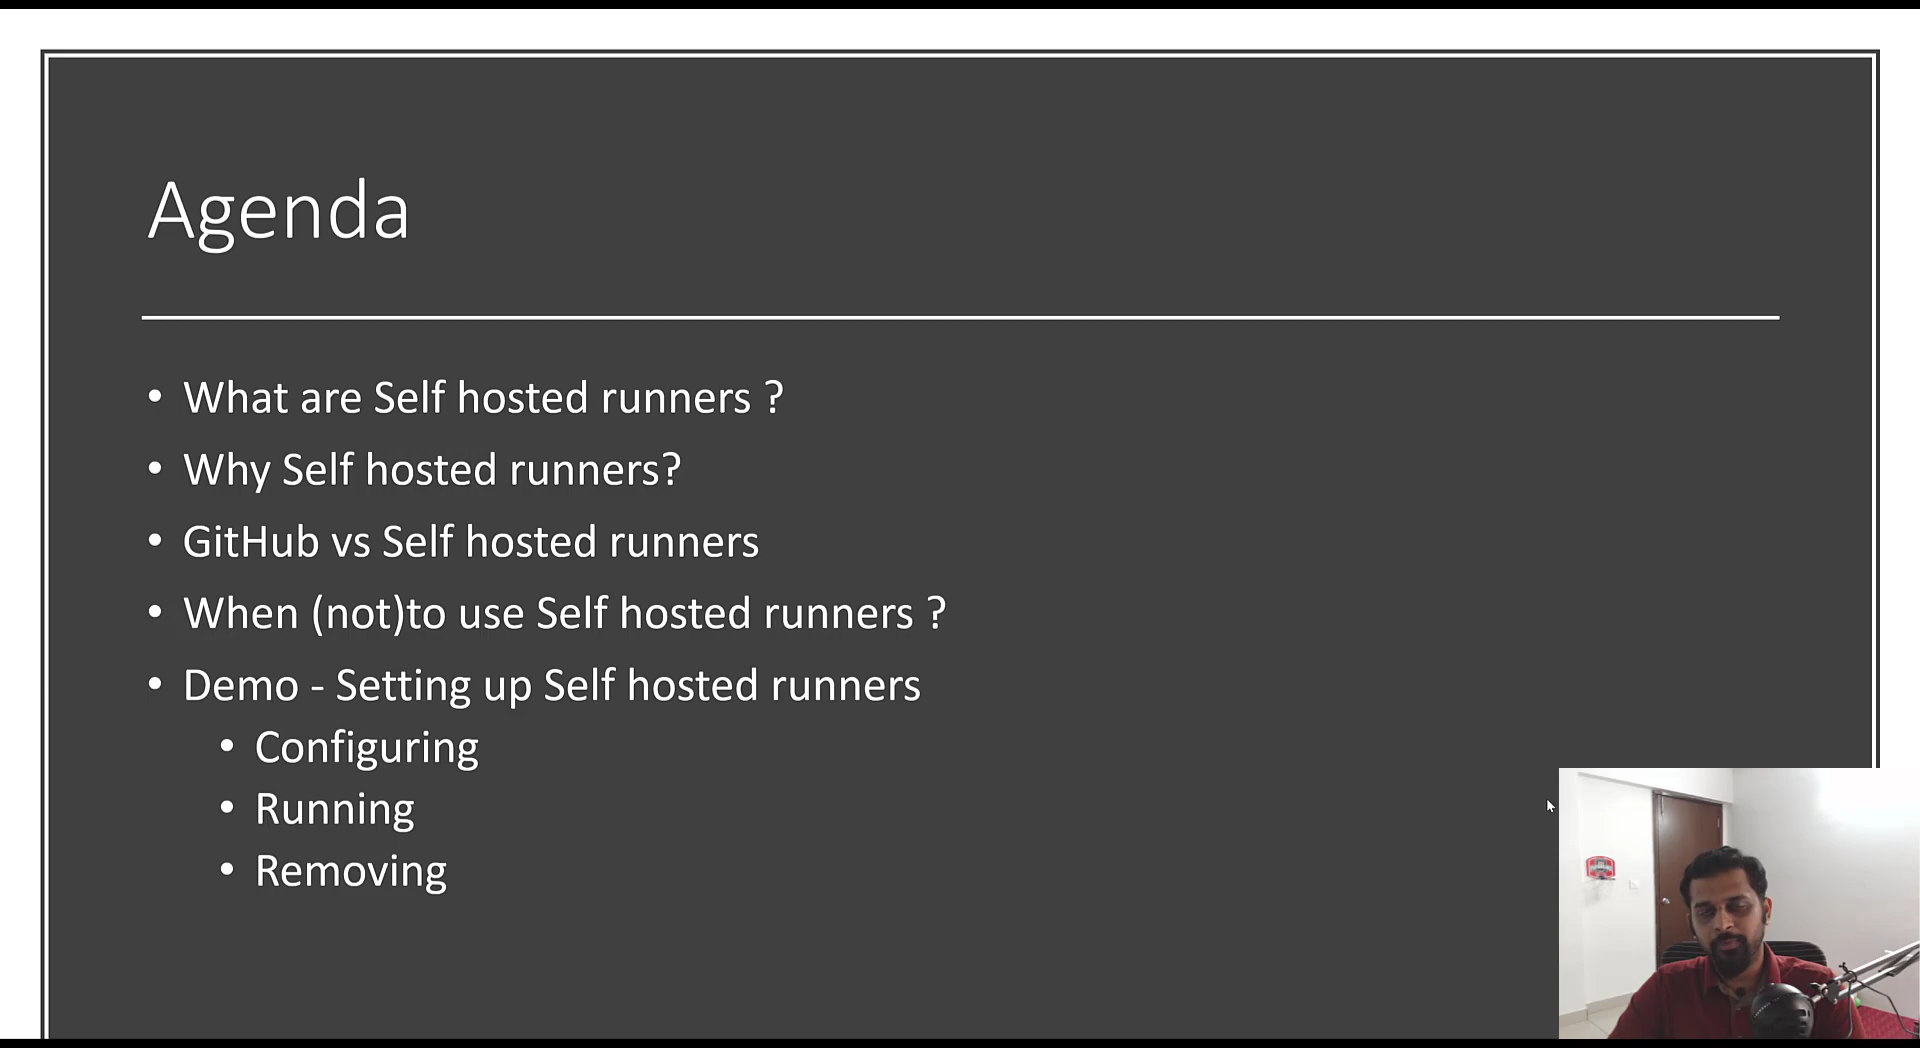 Agenda
• What are Self hosted runners ?
• Why Self hosted runners?
• GitHub vs Self hosted runners
• When (not)to use Self hosted runners ?
• Demo - Setting up Self hosted runners
• Configuring
• Running
• Removing